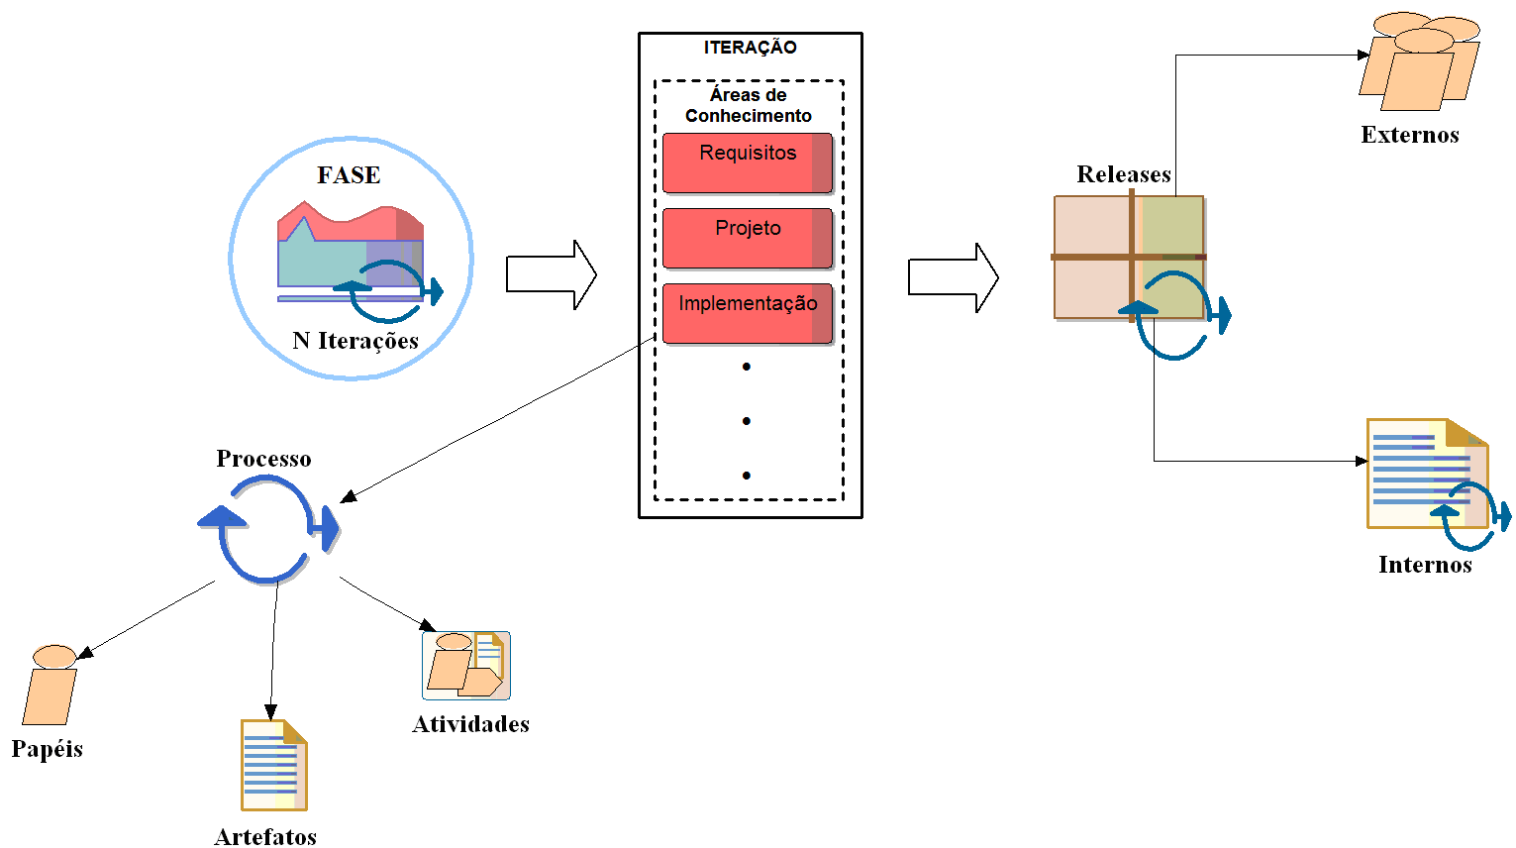 ITERAÇÃO
Áreas de
Conhecimento
Requisitos
Projeto
Implementação
FASE
N Iterações
Releases
Externos
Internos
Processo
Papéis
Artefatos
Atividades